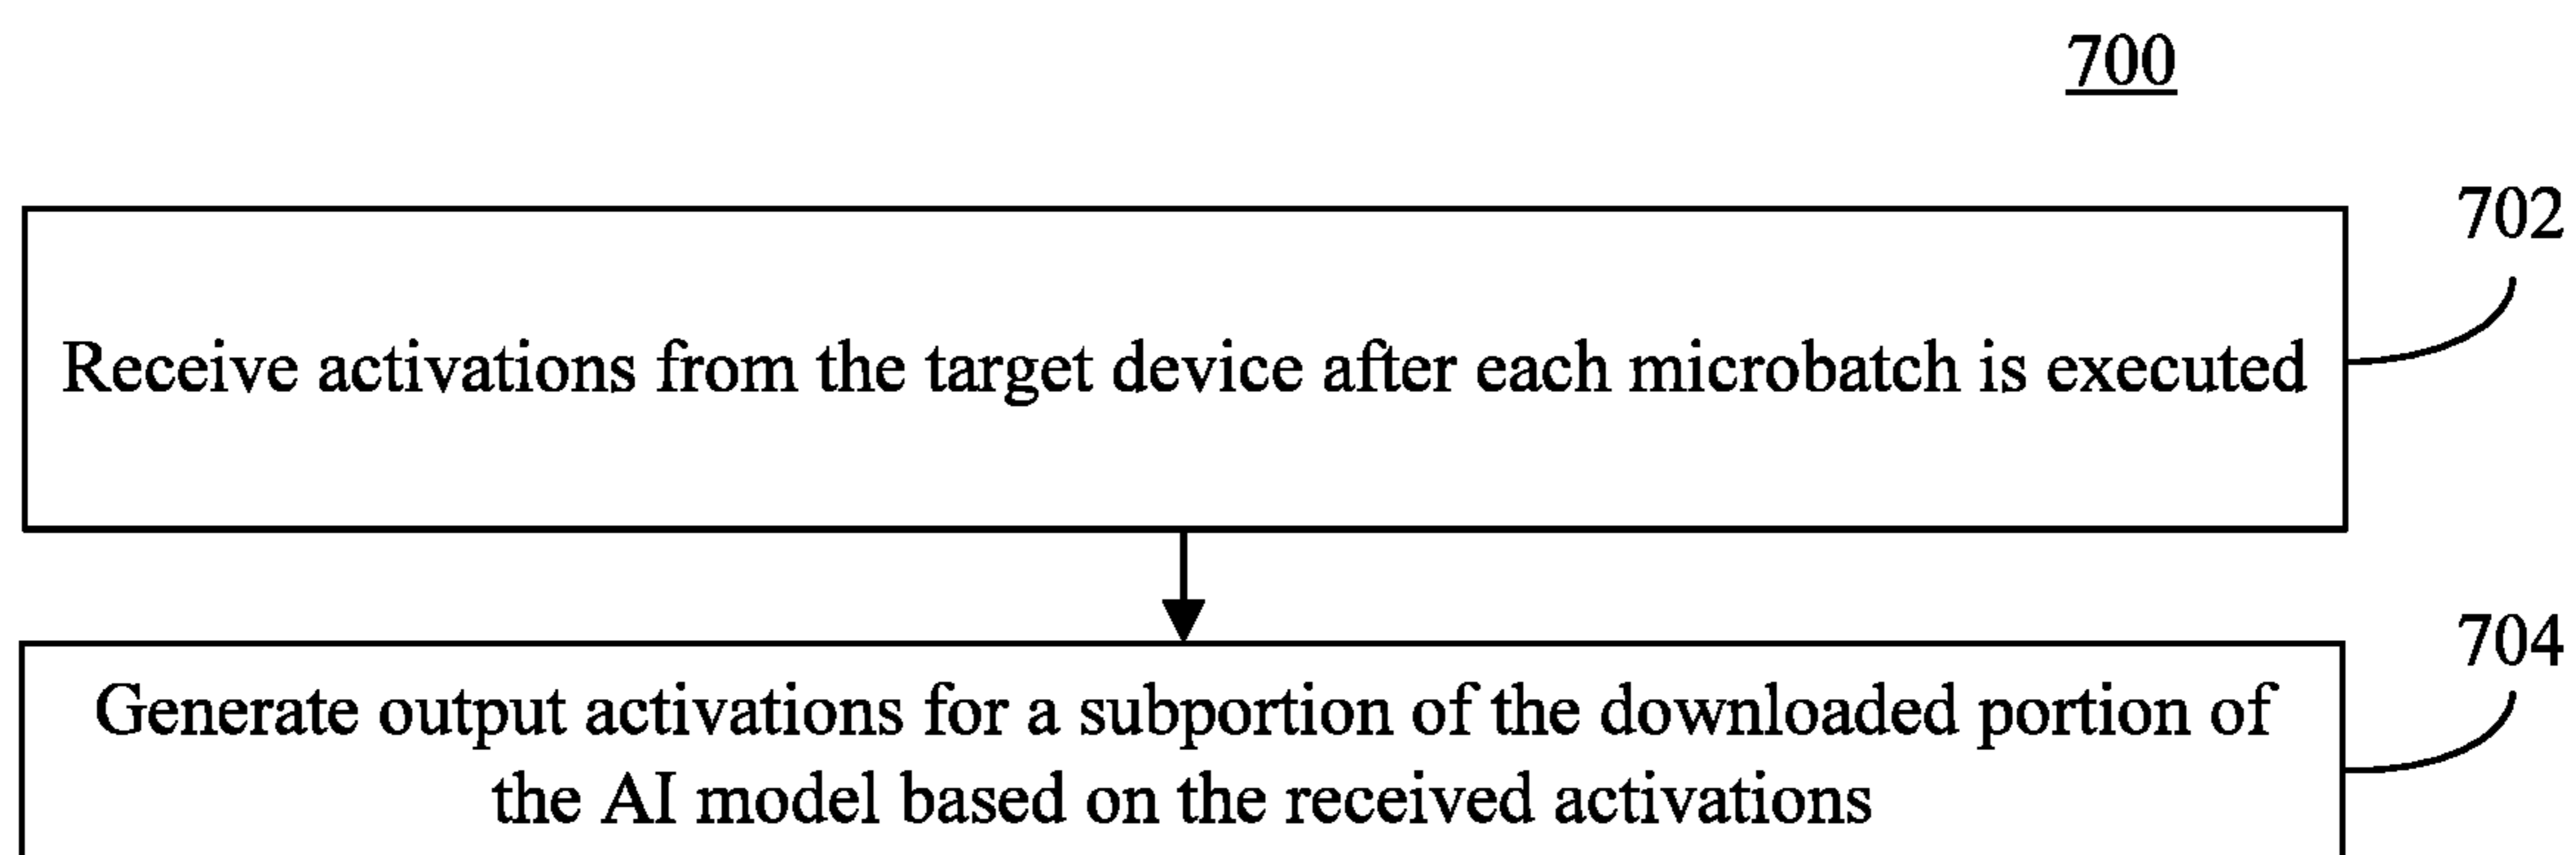 700
702
Receive activations from the target device after each microbatch is executed
704
Generate output activations for a subportion of the downloaded portion of
the AI model based on the received activations